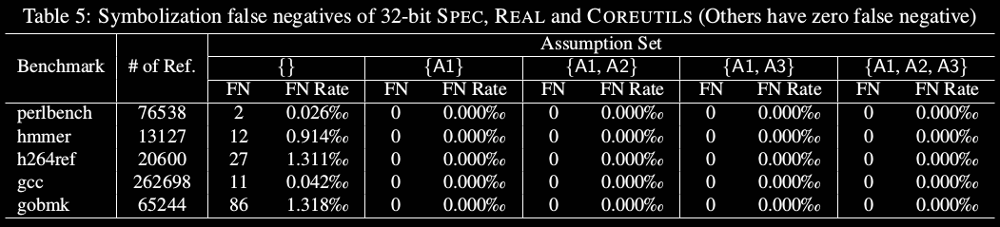 Table 5: Symbolization false negatives of 32-bit SPEC, REAL and COREUTILS (Others have zero false negative)
Assumption Set
Benchmark # of Ref. {} {A1} {A1, A2} {A1, A3} {A1, A2, A3}
FN FN Rate FN FN Rate FN FN Rate FN FN Rate FN FN Rate
perlbench 76538 2 0.026‰ 0 0.000‰ 0 0.000‰ 0 0.000‰ 0 0.000‰
hmmer 13127 12 0.914‰ 0 0.000‰ 0 0.000‰ 0 0.000‰ 0 0.000‰
h264ref 20600 27 1.311‰ 0 0.000‰ 0 0.000‰ 0 0.000‰ 0 0.000‰
gcc 262698 11 0.042‰ 0 0.000‰ 0 0.000‰ 0 0.000‰ 0 0.000‰
gobmk 65244 86 1.318‰ 0 0.000‰ 0 0.000‰ 0 0.000‰ 0 0.000‰